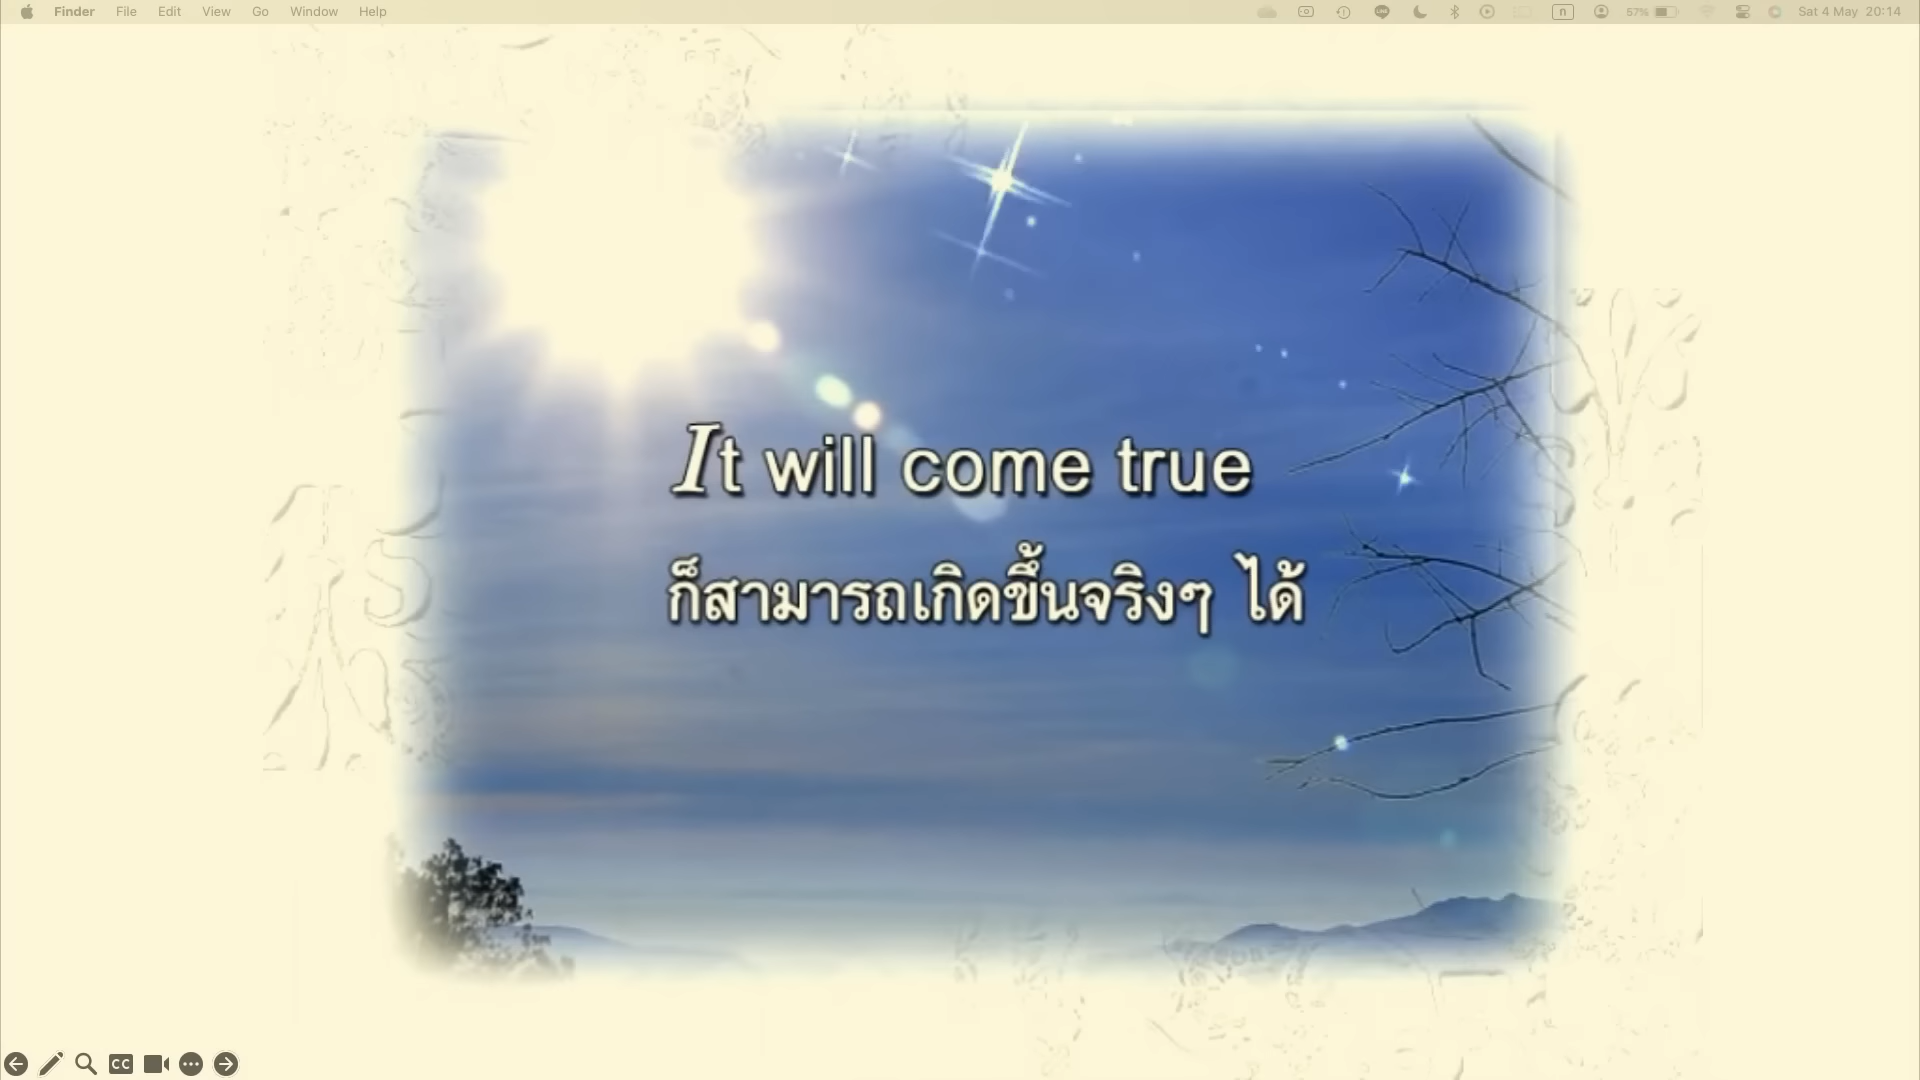 Finder File Edit View Go Window Help 57% Sat 4 May 20:14
It will come true
ก็สามารถเกิดขึ้นจริงๆ ได้
CC